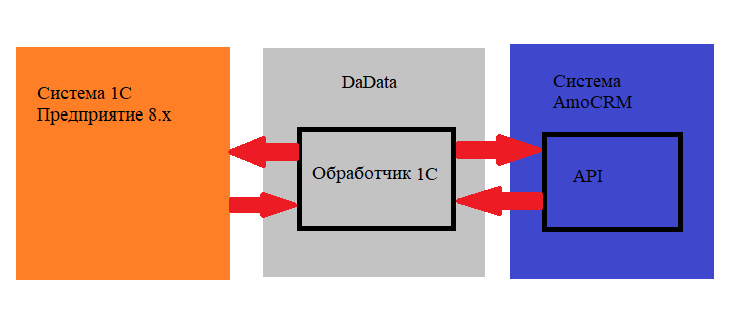 Система 1С
Предприятие 8.x
DaData
Обработчик 1С
Система
AmoCRM
API